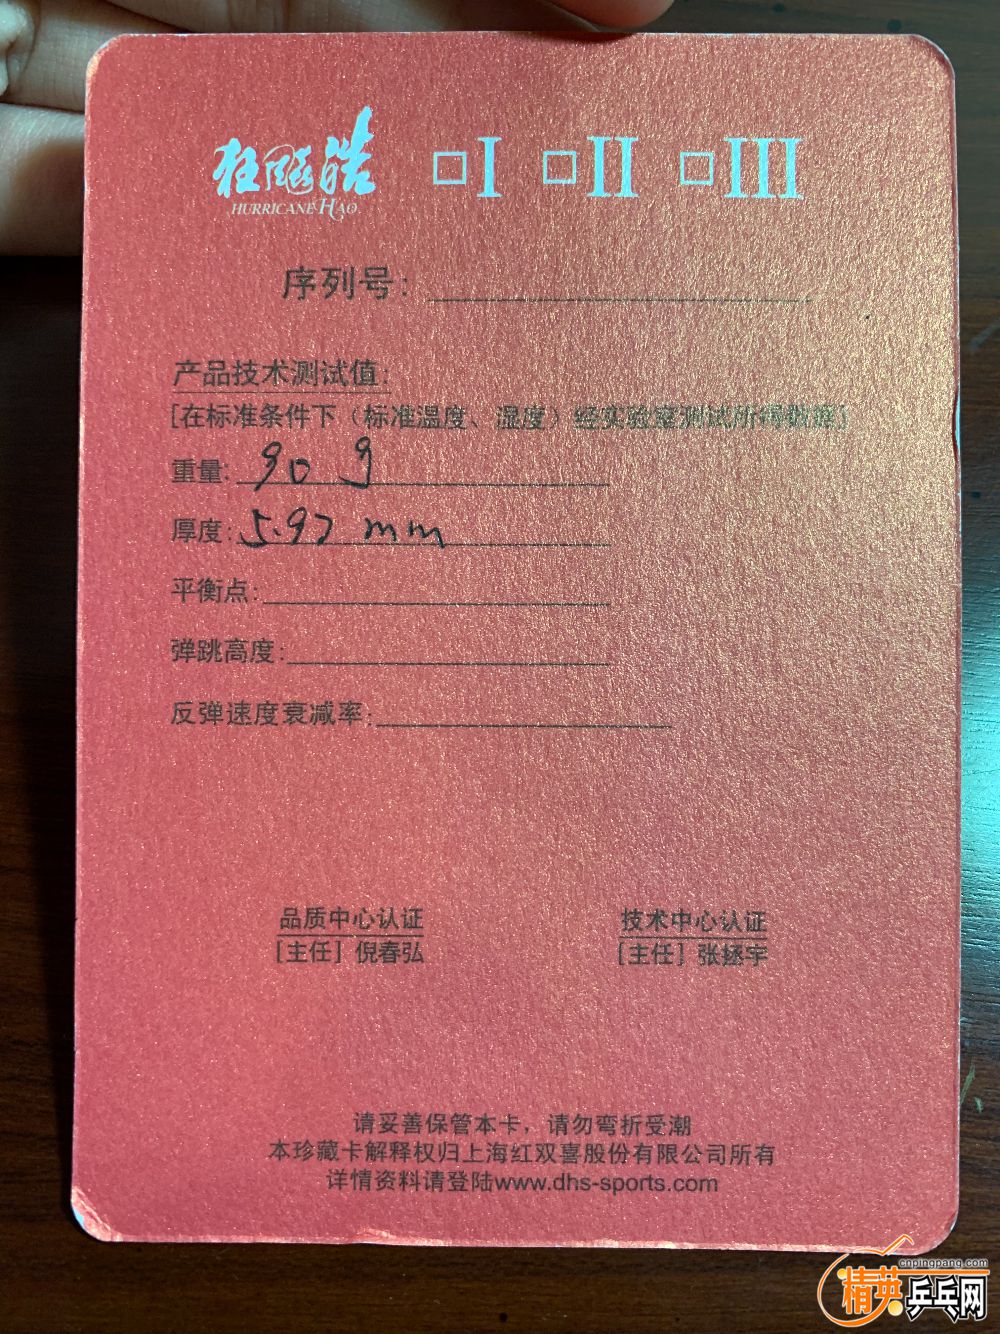 狂飚皓 □I □II □III
HURRICANE HAO
序列号：
产品技术测试值：
[在标准条件下（标准温度、湿度）经实验室测试所得数据]
重量: 90 g
厚度: 5.97 mm
平衡点:
弹跳高度:
反弹速度衰减率:
品质中心认证 技术中心认证
[主任] 倪春弘 [主任] 张拯宇
请妥善保管本卡，请勿弯折受潮
本珍藏卡解释权归上海红双喜股份有限公司所有
详情资料请登陆www.dhs-sports.com
cnpingpang.com
精英乒乓网